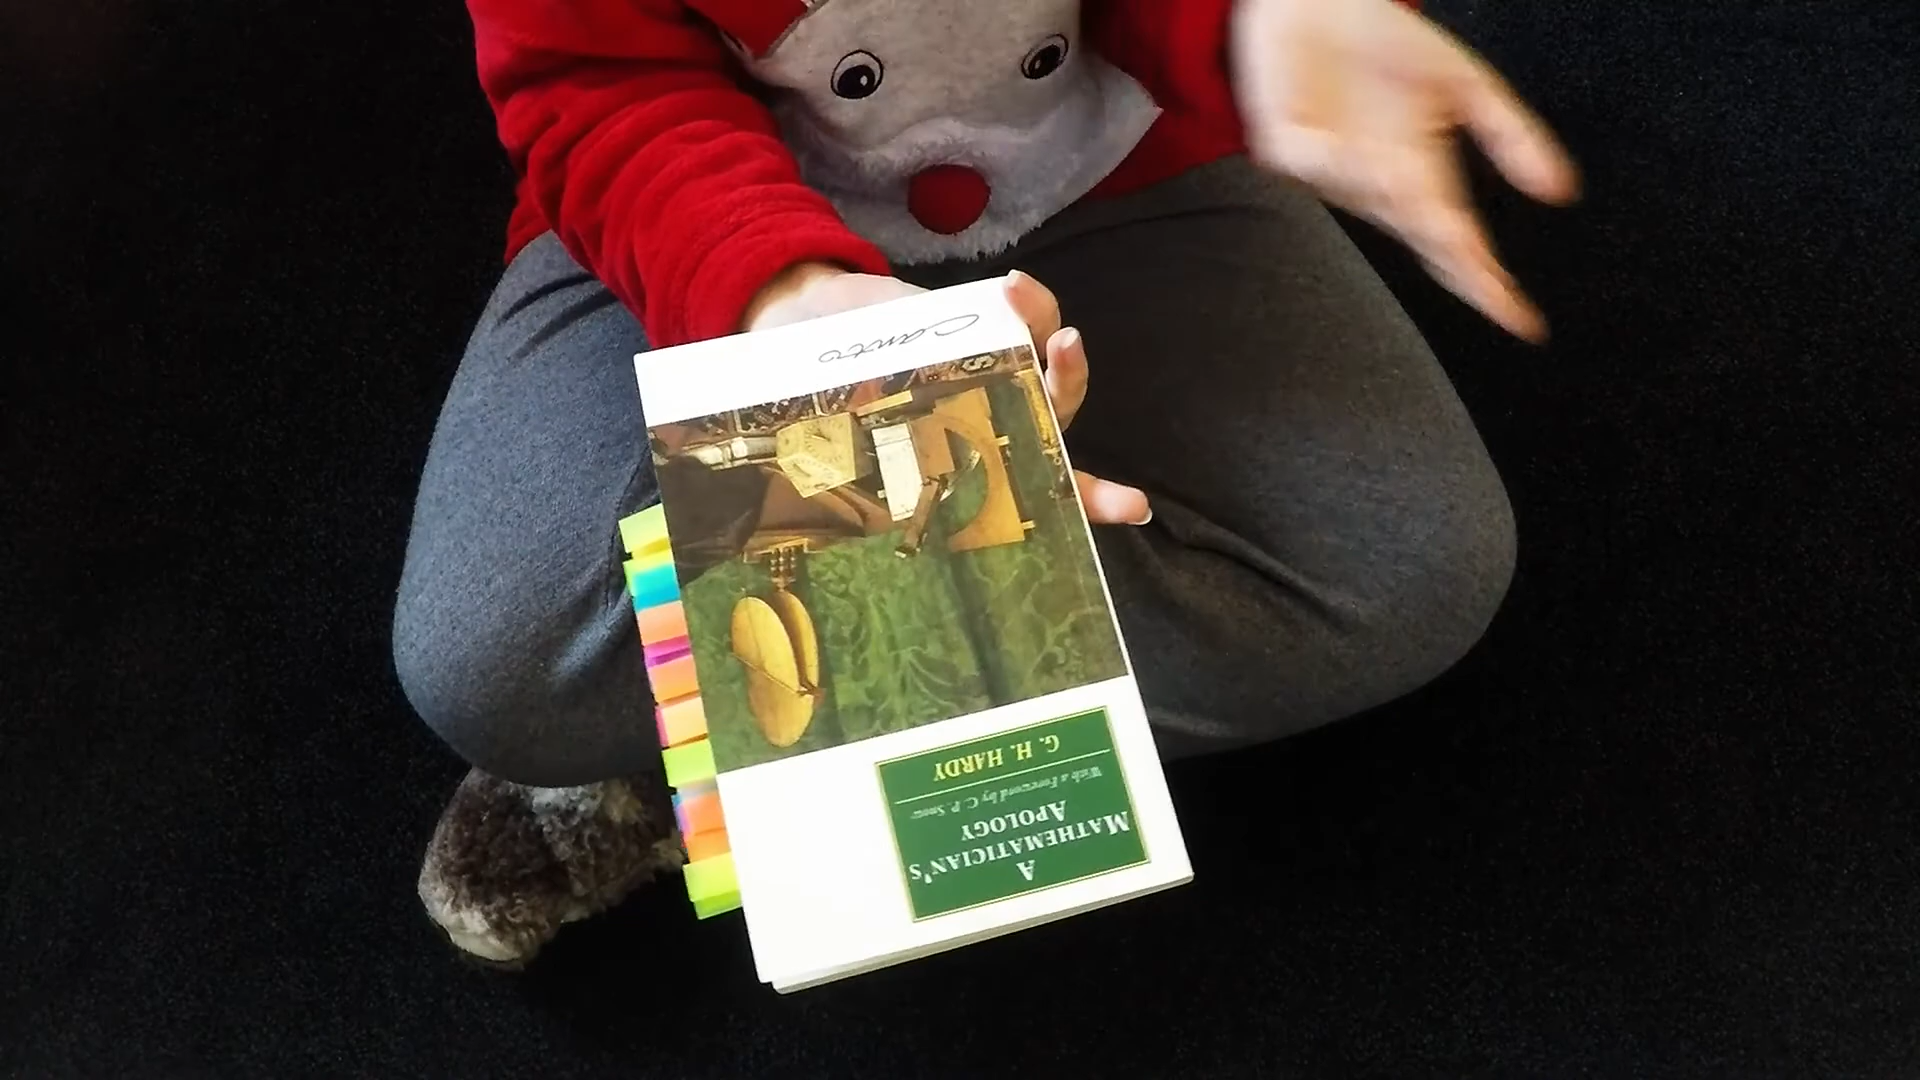 A
MATHEMATICIAN'S
APOLOGY
With a Foreword by C. P. Snow
G. H. HARDY
Canto